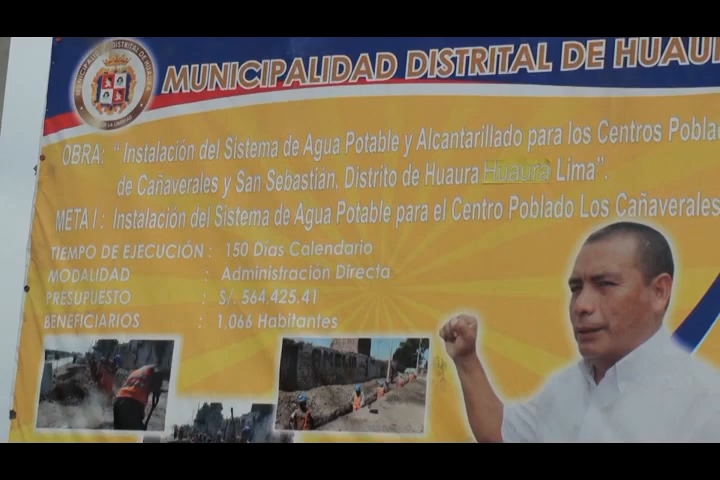 MUNICIPALIDAD DISTRITAL DE HUAURA
OBRA: " Instalación del Sistema de Agua Potable y Alcantarillado para los Centros Poblad
de Cañaverales y San Sebastián, Distrito de Huaura Huaura Lima".
META I : Instalación del Sistema de Agua Potable para el Centro Poblado Los Cañaverales
TIEMPO DE EJECUCIÓN : 150 Días Calendario
MODALIDAD : Administración Directa
PRESUPUESTO : S/. 564,425.41
BENEFICIARIOS : 1,066 Habitantes